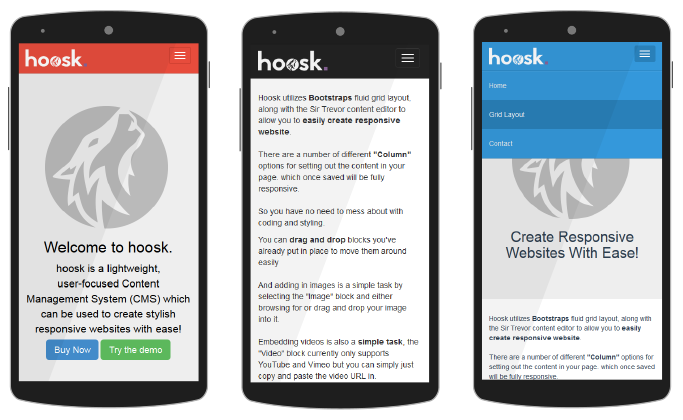 hoosk.
Welcome to hoosk.
hoosk is a lightweight,
user-focused Content
Management System (CMS) which
can be used to create stylish
responsive websites with ease!
Buy Now
Try the demo
hoosk.
Hoosk utilizes Bootstraps fluid grid layout,
along with the Sir Trevor content editor to
allow you to easily create responsive
website.
There are a number of different "Column"
options for setting out the content in your
page. which once saved will be fully
responsive.
So you have no need to mess about with
coding and styling.
You can drag and drop blocks you've
already put in place to move them around
easily
And adding in images is a simple task by
selecting the "Image" block and either
browsing for or drag and drop your image
into it.
Embedding videos is also a simple task, the
"Video" block currently only supports
YouTube and Vimeo but you can simply just
copy and paste the video URL in.
hoosk.
Home
Grid Layout
Contact
Create Responsive
Websites With Ease!
Hoosk utilizes Bootstraps fluid grid layout, along with
the Sir Trevor content editor to allow you to easily
create responsive website.
There are a number of different "Column" options for
setting out the content in your page. which once saved
will be fully responsive.